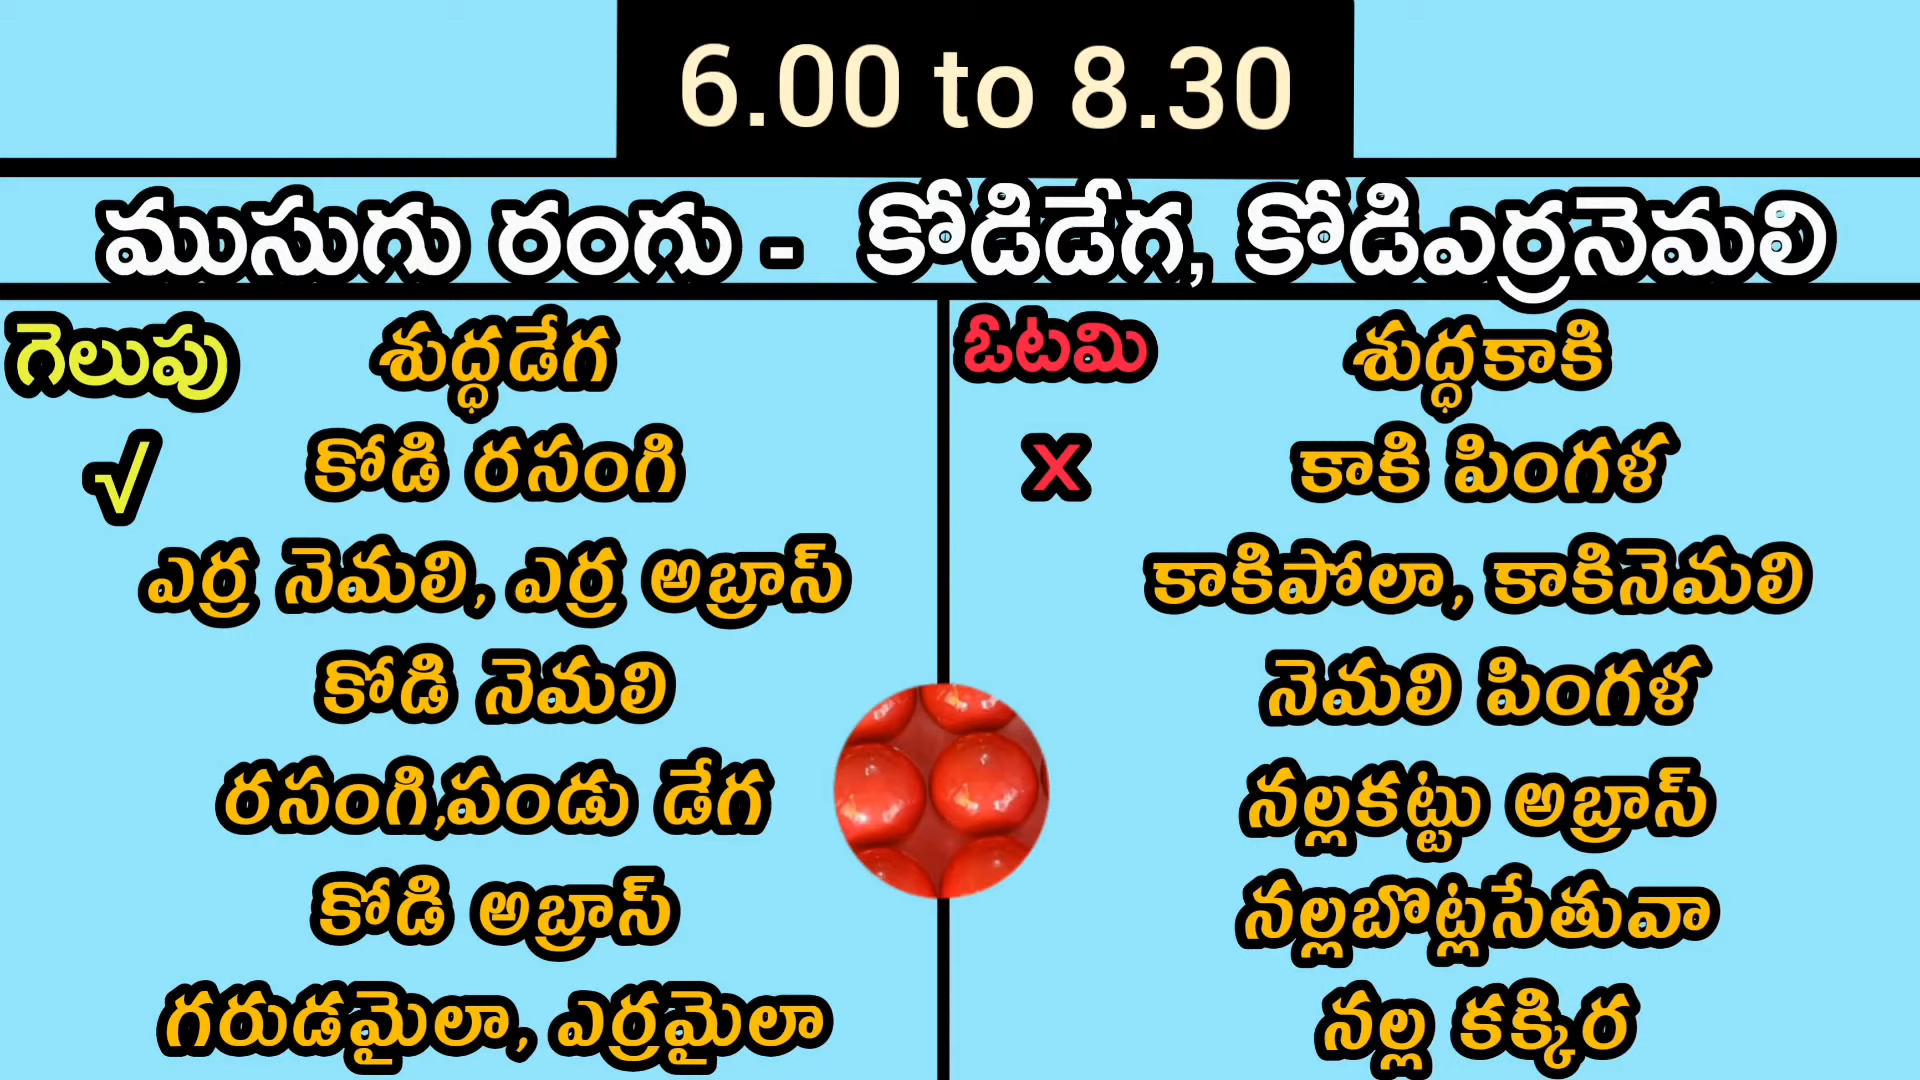 6.00 to 8.30
ముసుగు రంగు - కోడిడేగ, కోడిఎర్రనెమలి
గెలుపు
√
శుద్ధడేగ
కోడి రసంగి
ఎర్ర నెమలి, ఎర్ర అబ్రాస్
కోడి నెమలి
రసంగి,పండు డేగ
కోడి అబ్రాస్
గరుడమైలా, ఎర్రమైలా
ఓటమి
x
శుద్ధకాకి
కాకి పింగళ
కాకిపోలా, కాకినెమలి
నెమలి పింగళ
నల్లకట్టు అబ్రాస్
నల్లబొట్లసేతువా
నల్ల కక్కిర